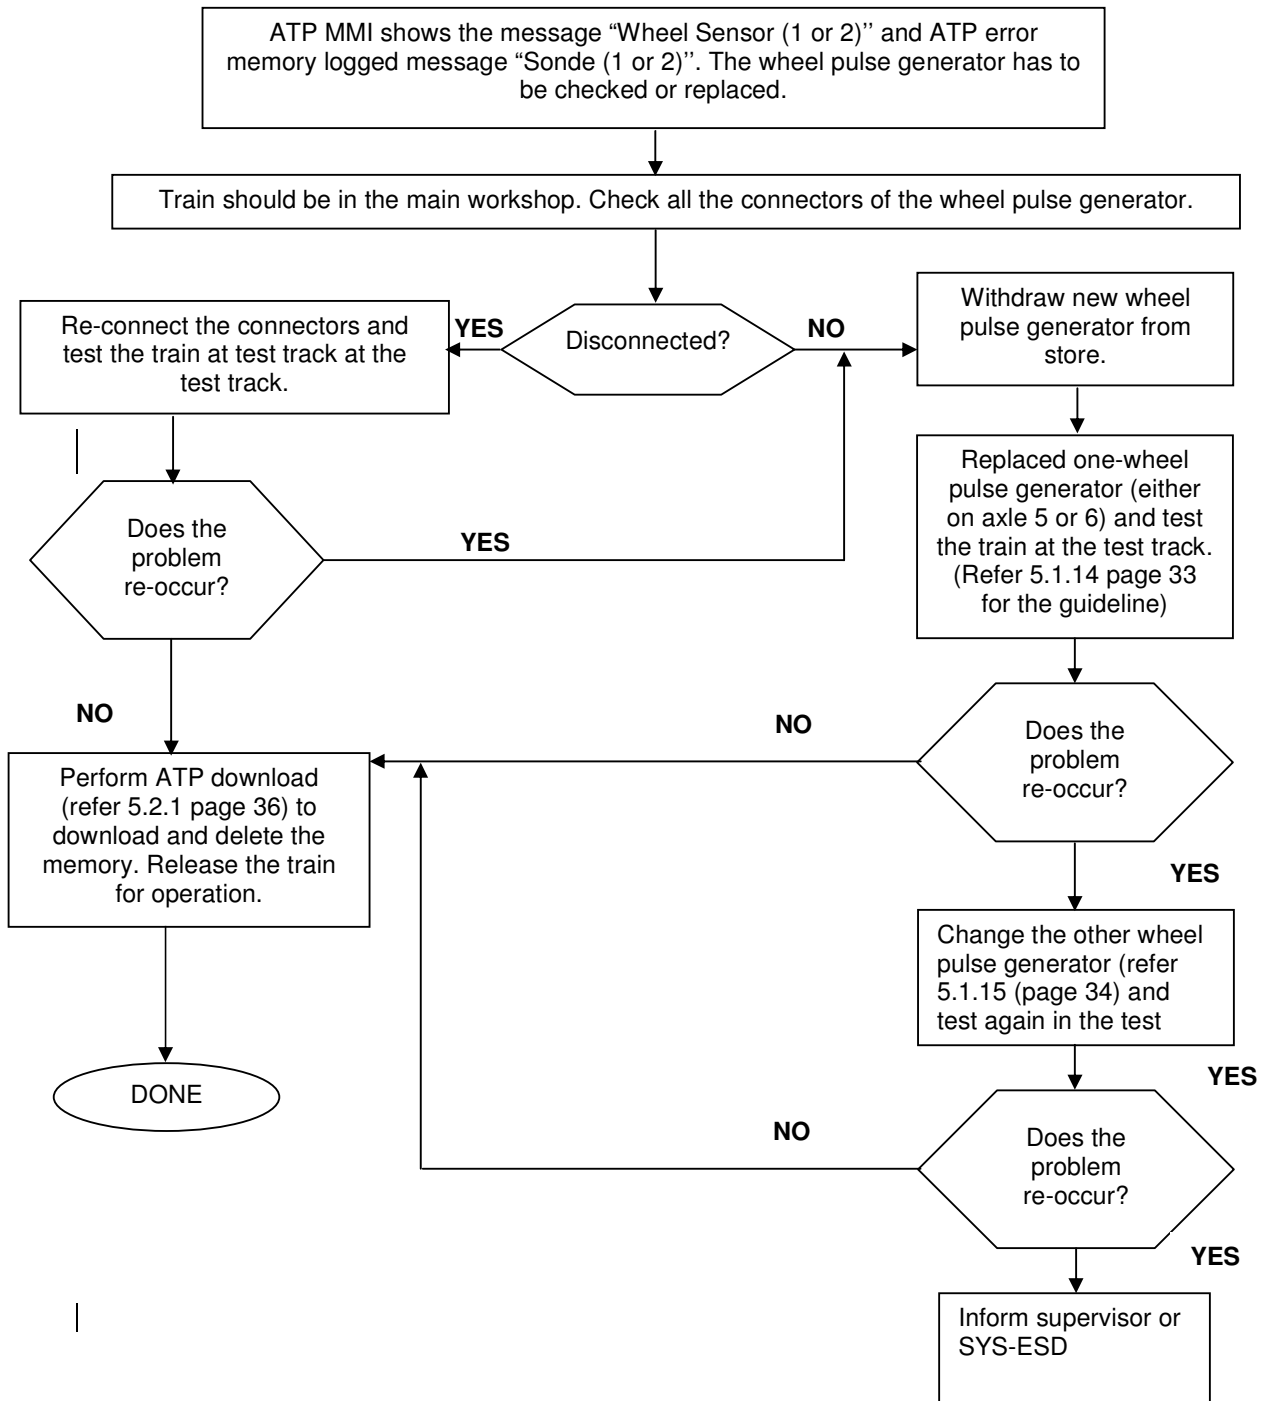 ATP MMI shows the message “Wheel Sensor (1 or 2)’’ and ATP error
memory logged message “Sonde (1 or 2)’’. The wheel pulse generator has to
be checked or replaced.
Train should be in the main workshop. Check all the connectors of the wheel pulse generator.
Disconnected?
YES
NO
Re-connect the connectors and
test the train at test track at the
test track.
Withdraw new wheel
pulse generator from
store.
Does the
problem
re-occur?
YES
NO
Replaced one-wheel
pulse generator (either
on axle 5 or 6) and test
the train at the test track.
(Refer 5.1.14 page 33
for the guideline)
Does the
problem
re-occur?
NO
YES
Perform ATP download
(refer 5.2.1 page 36) to
download and delete the
memory. Release the train
for operation.
DONE
Change the other wheel
pulse generator (refer
5.1.15 (page 34) and
test again in the test
YES
Does the
problem
re-occur?
NO
YES
Inform supervisor or
SYS-ESD